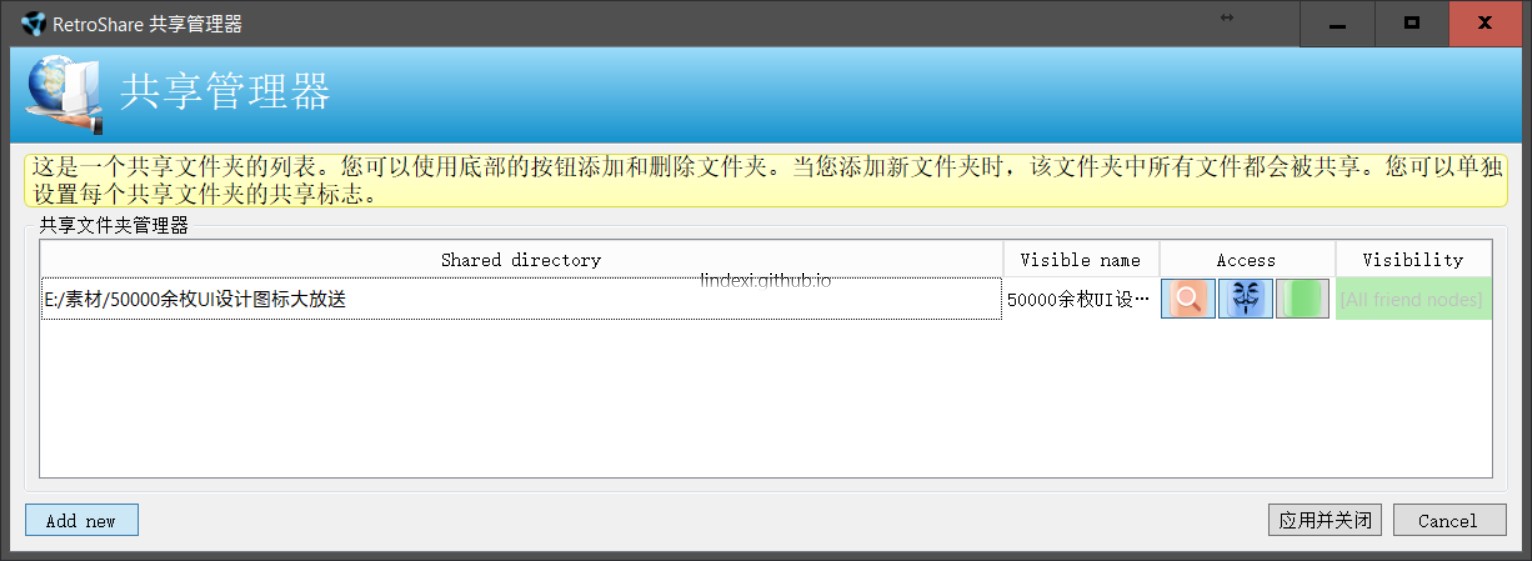 RetroShare 共享管理器
共享管理器
这是一个共享文件夹的列表。您可以使用底部的按钮添加和删除文件夹。当您添加新文件夹时，该文件夹中所有文件都会被共享。您可以单独
设置每个共享文件夹的共享标志。
共享文件夹管理器
Shared directory Visible name Access Visibility
lindexi.github.io
E:/素材/50000余枚UI设计图标大放送 50000余枚UI设… [All friend nodes]
Add new 应用并关闭 Cancel